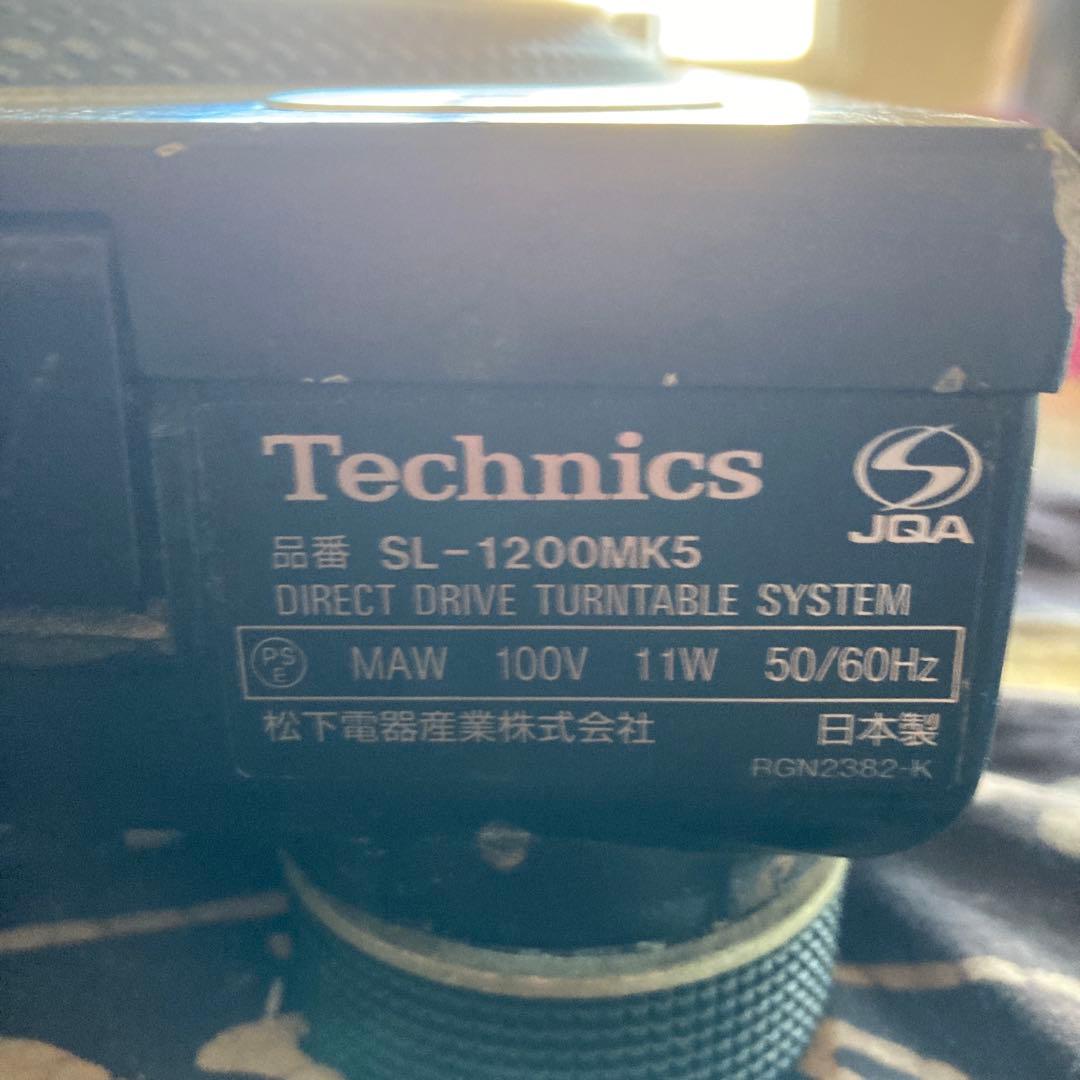 Technics
JQA
品番 SL-1200MK5
DIRECT DRIVE TURNTABLE SYSTEM
PSE MAW 100V 11W 50/60Hz
松下電器産業株式会社 日本製
RGN2382-K